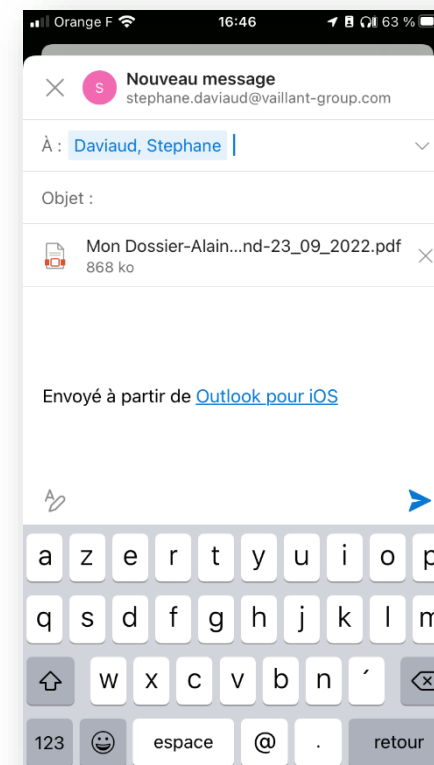 Orange F 16:46 63 %
S Nouveau message
stephane.daviaud@vaillant-group.com
À : Daviaud, Stephane
Objet :
Mon Dossier-Alain...nd-23_09_2022.pdf
868 ko
Envoyé à partir de Outlook pour iOS
a z e r t y u i o p
q s d f g h j k l m
w x c v b n ´
123 espace @ . retour